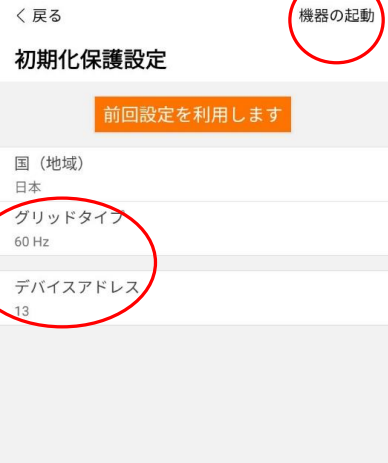 〈 戻る
機器の起動
初期化保護設定
前回設定を利用します
国（地域）
日本
グリッドタイプ
60 Hz
デバイスアドレス
13